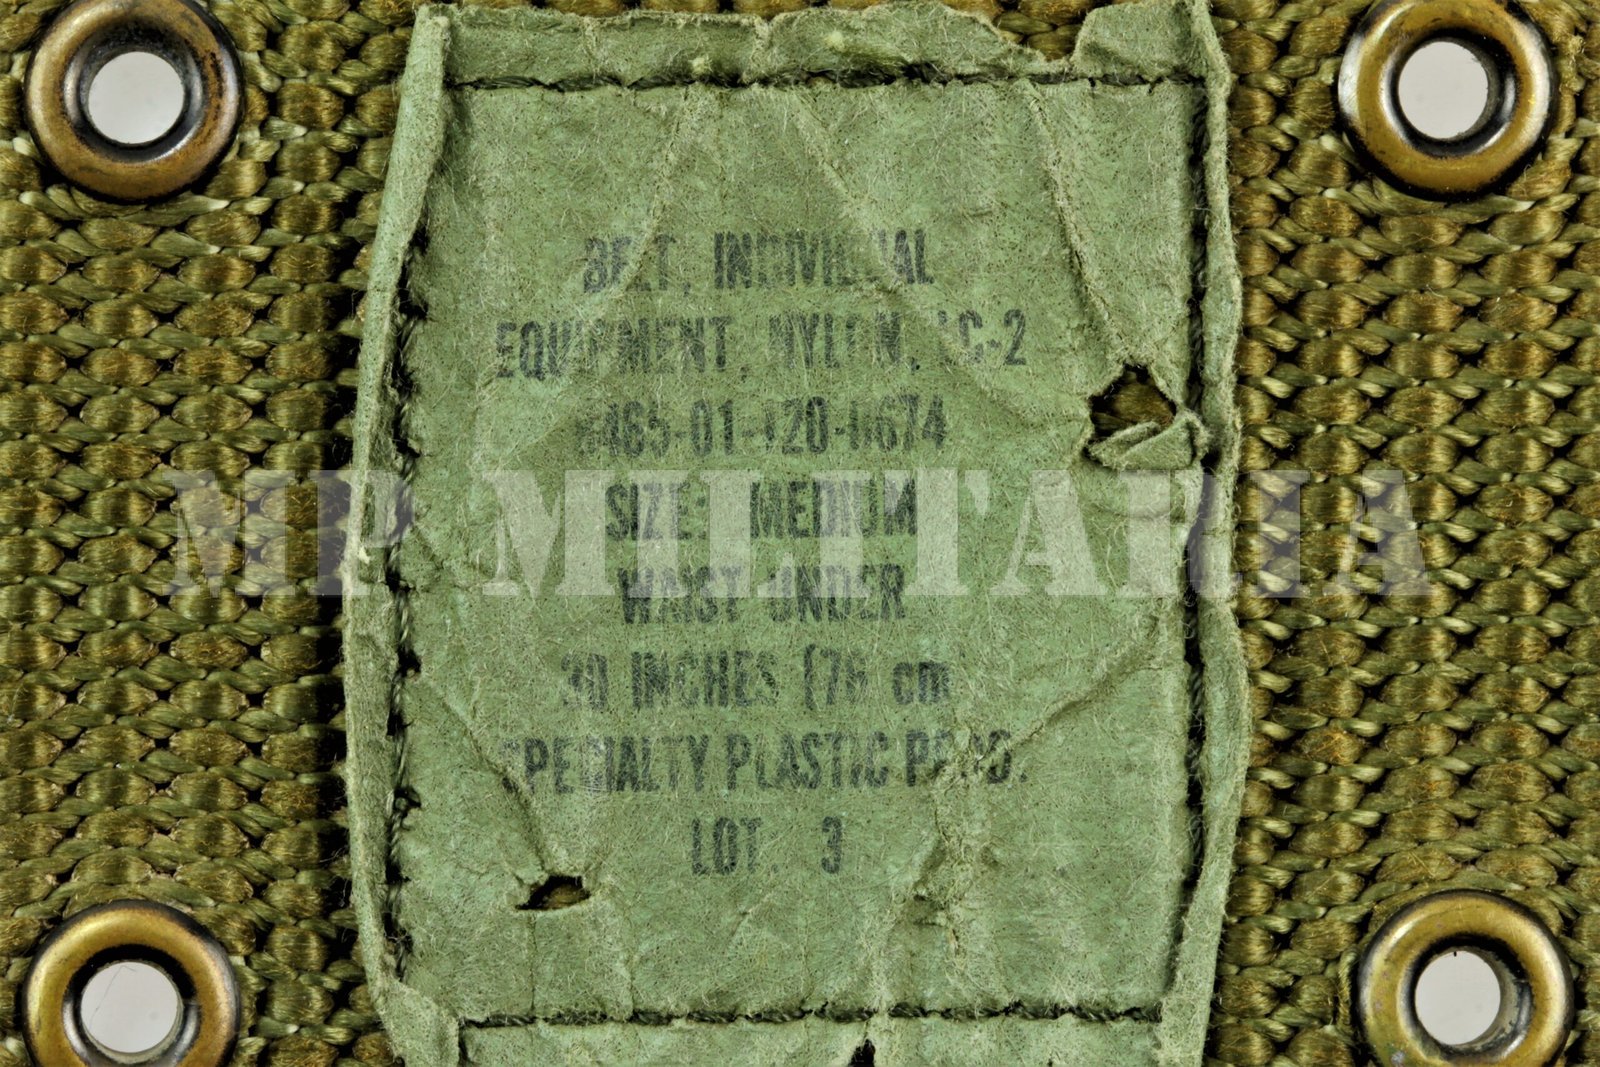 BELT, INDIVIDUAL
EQUIPMENT, NYLON, LC-2
8465-01-120-0674
SIZE: MEDIUM
MP MILITARIA
WAIST UNDER
30 INCHES (76 cm)
SPECIALTY PLASTIC PROD.
LOT. 3